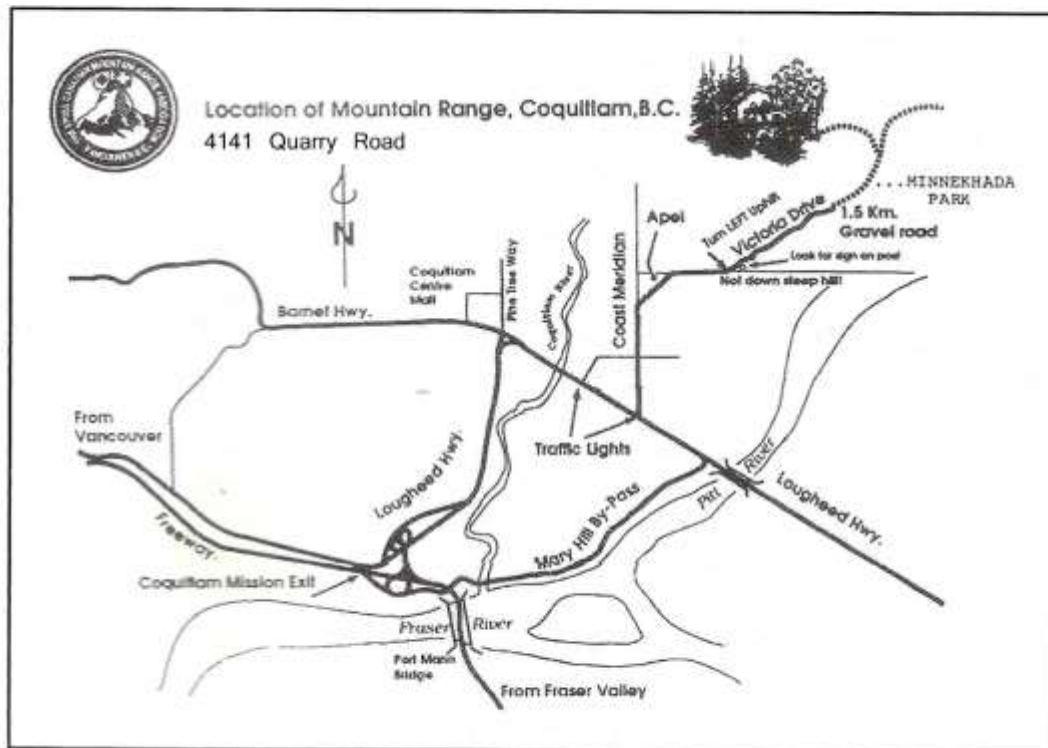 Location of Mountain Range, Coquitlam,B.C.
4141 Quarry Road
N
...MINNEKHADA
PARK
1.5 Km.
Gravel road
Turn LEFT Uphill
Victoria Drive
Look for sign on post
Not down steep hill!
Apel
Coast Meridian
Coquitlam River
Pine Tree Way
Coquitlam
Centre
Mall
Barnet Hwy.
From
Vancouver
Freeway.
Lougheed Hwy.
Traffic Lights
Mary Hill By-Pass
Pitt River
Lougheed Hwy.
Coquitlam Mission Exit
Fraser River
Port Mann
Bridge
From Fraser Valley